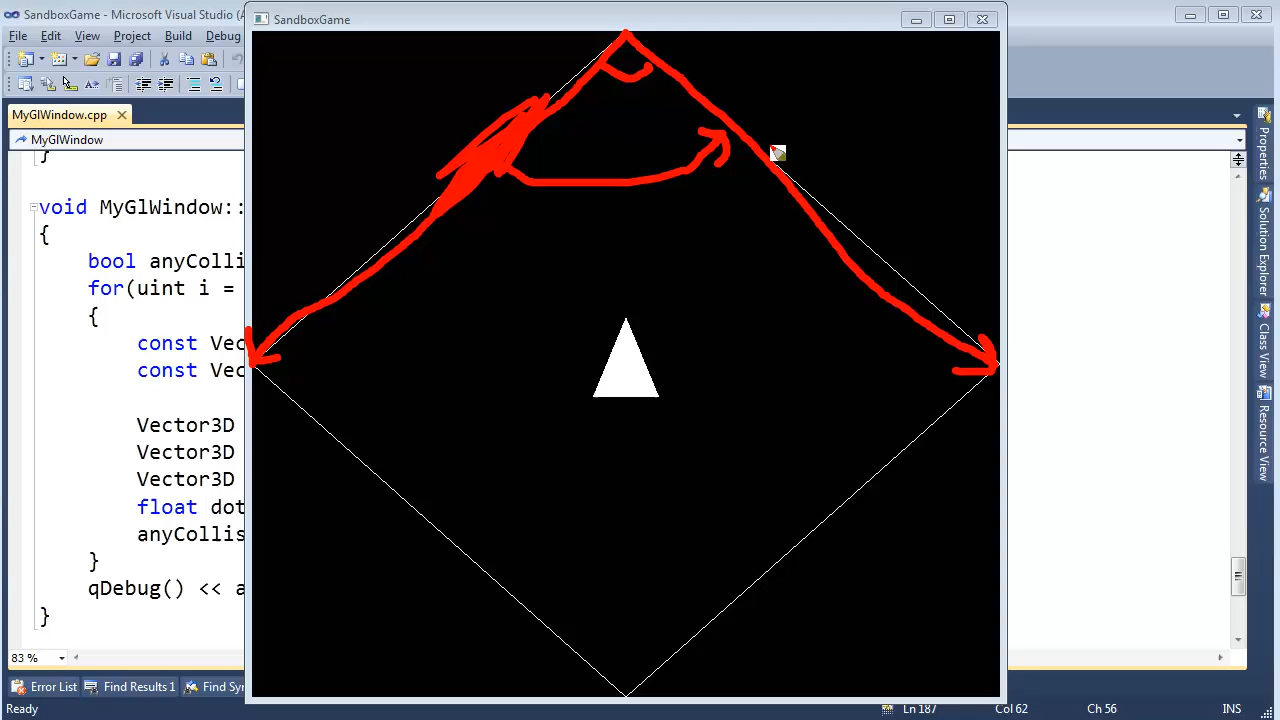 SandboxGame - Microsoft Visual Studio (A
SandboxGame
File Edit View Project Build Debug
MyGlWindow.cpp
MyGlWindow
}
void MyGlWindow::
{
bool anyColli
for(uint i =
{
const Vec
const Vec
Vector3D
Vector3D
Vector3D
float dot
anyCollis
}
qDebug() << a
}
83 %
Error List Find Results 1 Find Sy
Ready Ln 187 Col 62 Ch 56 INS
Properties
Solution Explorer
Class View
Resource View